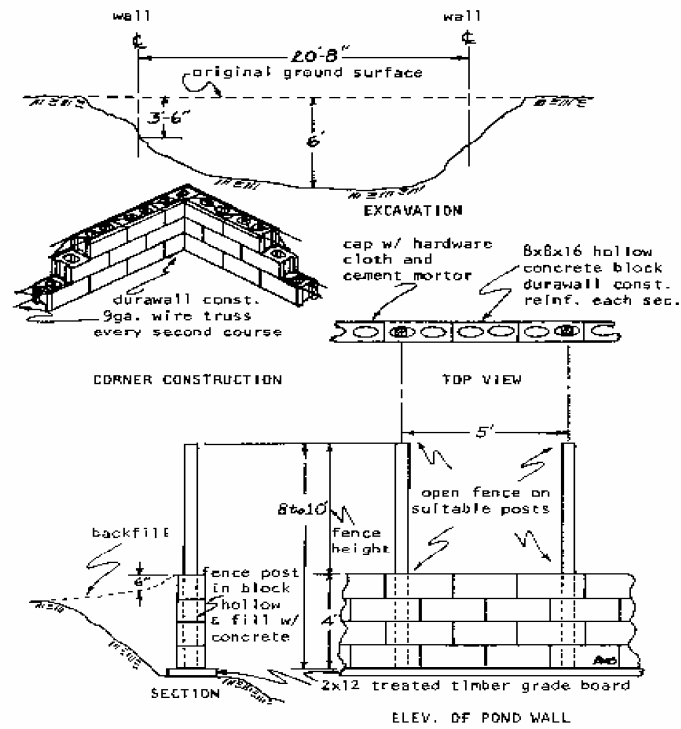 wall
wall
℄
℄
20'-8"
original ground surface
3'-6"
6'
EXCAVATION
cap w/ hardware
cloth and
cement mortor
8x8x16 hollow
concrete block
durawall const.
reinf. each sec.
durawall const.
9ga. wire truss
every second course
CORNER CONSTRUCTION
TOP VIEW
5'
8to10'
open fence on
suitable posts
backfill
fence
height
6"
fence post
in block
hollow
& fill w/
concrete
4'
2x12 treated timber grade board
SECTION
ELEV. OF POND WALL